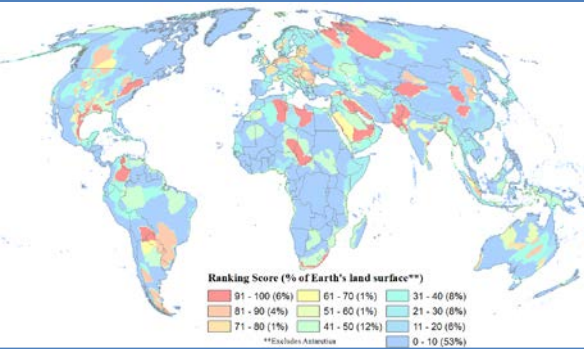 Ranking Score (% of Earth's land surface**)
91 - 100 (6%) 61 - 70 (1%) 31 - 40 (8%)
81 - 90 (4%) 51 - 60 (1%) 21 - 30 (8%)
71 - 80 (1%) 41 - 50 (12%) 11 - 20 (6%)
**Excludes Antarctica 0 - 10 (53%)